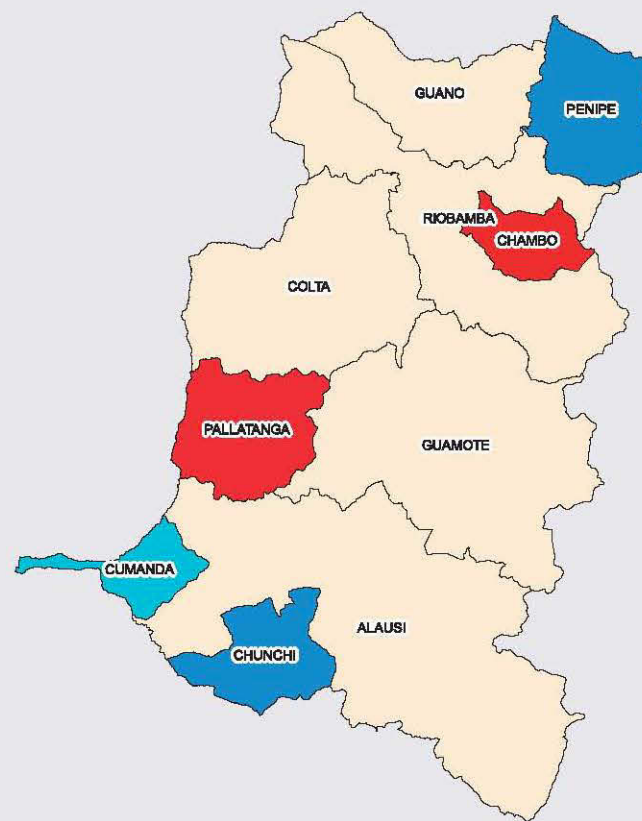 GUANO
PENIPE
RIOBAMBA
CHAMBO
COLTA
PALLATANGA
GUAMOTE
CUMANDA
ALAUSI
CHUNCHI